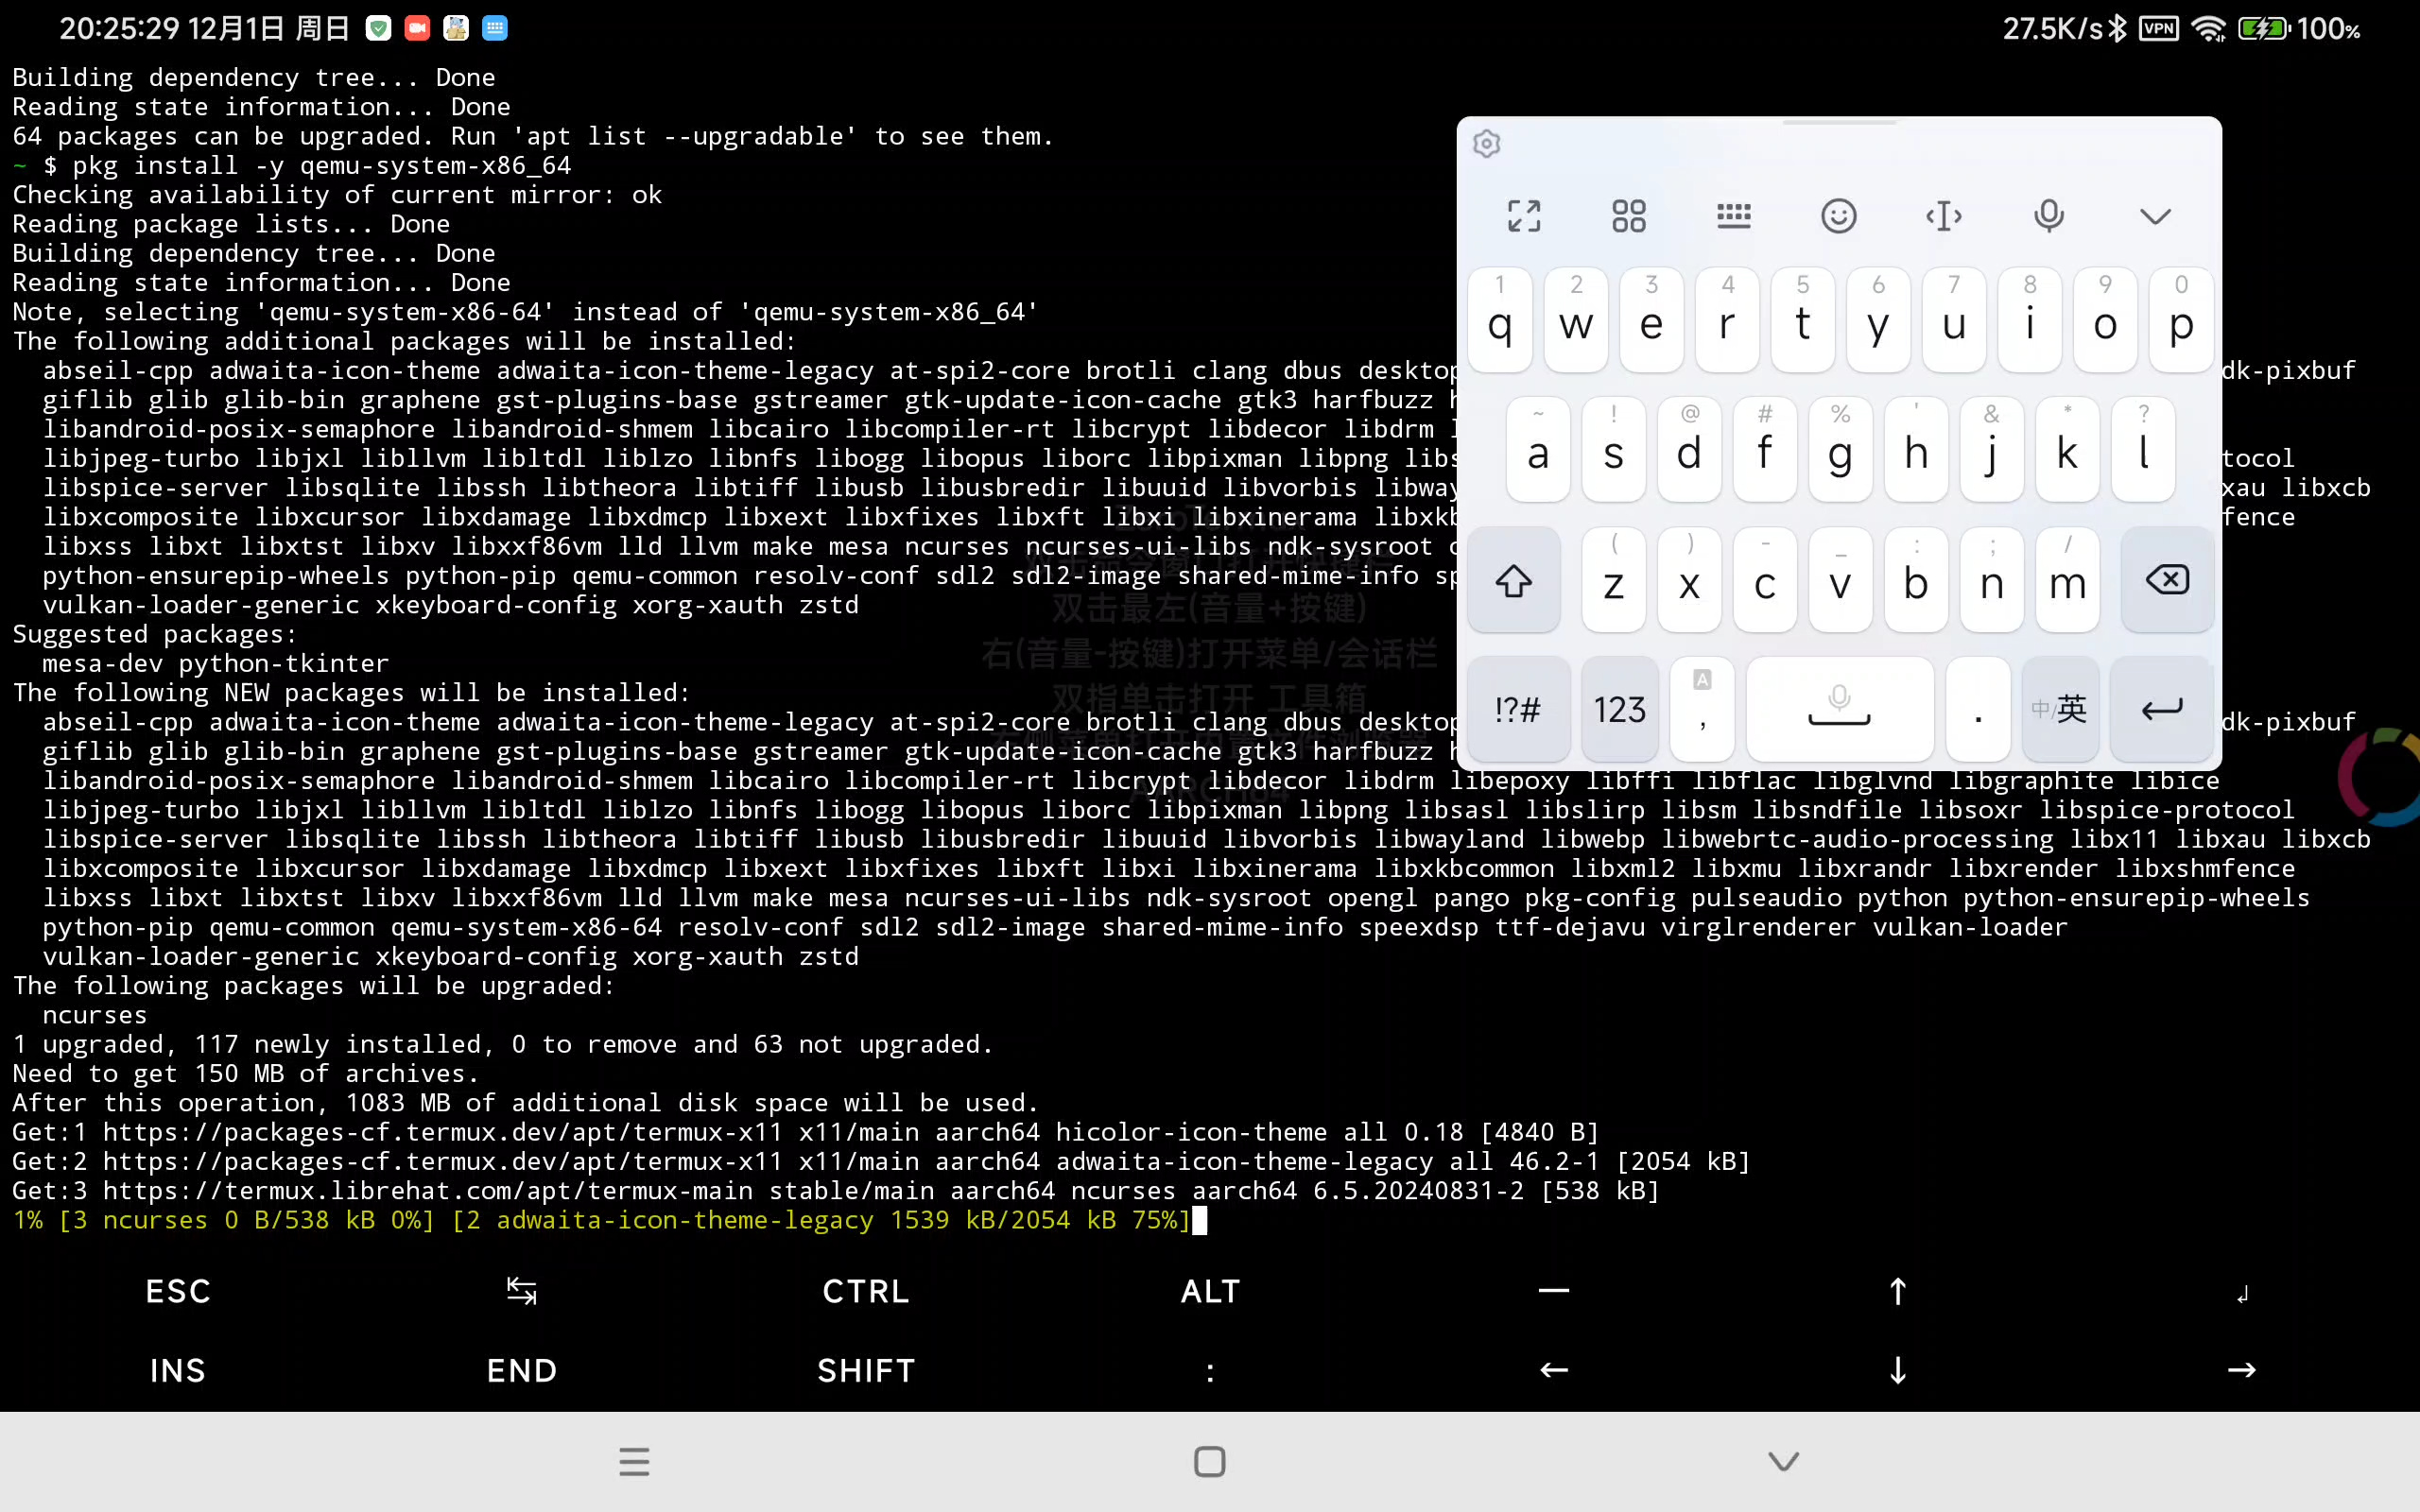 20:25:29 12月1日 周日
27.5K/s VPN 100%
Building dependency tree... Done
Reading state information... Done
64 packages can be upgraded. Run 'apt list --upgradable' to see them.
~ $ pkg install -y qemu-system-x86_64
Checking availability of current mirror: ok
Reading package lists... Done
Building dependency tree... Done
Reading state information... Done
Note, selecting 'qemu-system-x86-64' instead of 'qemu-system-x86_64'
The following additional packages will be installed:
abseil-cpp adwaita-icon-theme adwaita-icon-theme-legacy at-spi2-core brotli clang dbus desktop dk-pixbuf
giflib glib glib-bin graphene gst-plugins-base gstreamer gtk-update-icon-cache gtk3 harfbuzz
libandroid-posix-semaphore libandroid-shmem libcairo libcompiler-rt libcrypt libdecor libdrm
libjpeg-turbo libjxl libllvm libltdl liblzo libnfs libogg libopus liborc libpixman libpng libs tocol
libspice-server libsqlite libssh libtheora libtiff libusb libusbredir libuuid libvorbis libway xau libxcb
libxcomposite libxcursor libxdamage libxdmcp libxext libxfixes libxft libxi libxinerama libxkb fence
libxss libxt libxtst libxv libxxf86vm lld llvm make mesa ncurses ncurses-ui-libs ndk-sysroot
python-ensurepip-wheels python-pip qemu-common resolv-conf sdl2 sdl2-image shared-mime-info sp
vulkan-loader-generic xkeyboard-config xorg-xauth zstd
双击最左(音量+按键)
Suggested packages:
右(音量-按键)打开菜单/会话栏
mesa-dev python-tkinter
双指单击打开 工具箱
The following NEW packages will be installed:
abseil-cpp adwaita-icon-theme adwaita-icon-theme-legacy at-spi2-core brotli clang dbus desktop dk-pixbuf
giflib glib glib-bin graphene gst-plugins-base gstreamer gtk-update-icon-cache gtk3 harfbuzz
libandroid-posix-semaphore libandroid-shmem libcairo libcompiler-rt libcrypt libdecor libdrm libepoxy libffi libflac libglvnd libgraphite libice
AARCH64
libjpeg-turbo libjxl libllvm libltdl liblzo libnfs libogg libopus liborc libpixman libpng libsasl libslirp libsm libsndfile libsoxr libspice-protocol
libspice-server libsqlite libssh libtheora libtiff libusb libusbredir libuuid libvorbis libwayland libwebp libwebrtc-audio-processing libx11 libxau libxcb
libxcomposite libxcursor libxdamage libxdmcp libxext libxfixes libxft libxi libxinerama libxkbcommon libxml2 libxmu libxrandr libxrender libxshmfence
libxss libxt libxtst libxv libxxf86vm lld llvm make mesa ncurses-ui-libs ndk-sysroot opengl pango pkg-config pulseaudio python python-ensurepip-wheels
python-pip qemu-common qemu-system-x86-64 resolv-conf sdl2 sdl2-image shared-mime-info speexdsp ttf-dejavu virglrenderer vulkan-loader
vulkan-loader-generic xkeyboard-config xorg-xauth zstd
The following packages will be upgraded:
ncurses
1 upgraded, 117 newly installed, 0 to remove and 63 not upgraded.
Need to get 150 MB of archives.
After this operation, 1083 MB of additional disk space will be used.
Get:1 https://packages-cf.termux.dev/apt/termux-x11 x11/main aarch64 hicolor-icon-theme all 0.18 [4840 B]
Get:2 https://packages-cf.termux.dev/apt/termux-x11 x11/main aarch64 adwaita-icon-theme-legacy all 46.2-1 [2054 kB]
Get:3 https://termux.librehat.com/apt/termux-main stable/main aarch64 ncurses aarch64 6.5.20240831-2 [538 kB]
1% [3 ncurses 0 B/538 kB 0%] [2 adwaita-icon-theme-legacy 1539 kB/2054 kB 75%]
1 2 3 4 5 6 7 8 9 0
q w e r t y u i o p
~ ! @ # % ' & * ?
a s d f g h j k l
( ) - _ : ; /
z x c v b n m
A
!?# 123 , . 中/英
ESC ↹ CTRL ALT — ↑ ↲
INS END SHIFT : ← ↓ →